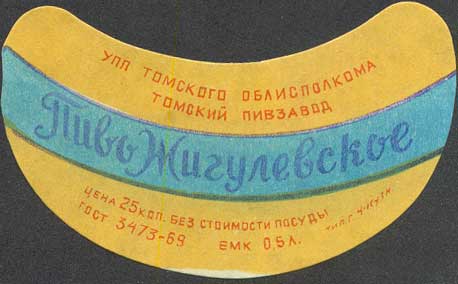 УПП ТОМСКОГО ОБЛИСПОЛКОМА
ТОМСКИЙ ПИВЗАВОД
Пиво Жигулевское
ЦЕНА 25 КОП. БЕЗ СТОИМОСТИ ПОСУДЫ
ГОСТ 3473-69 ЕМК 0,5 Л.